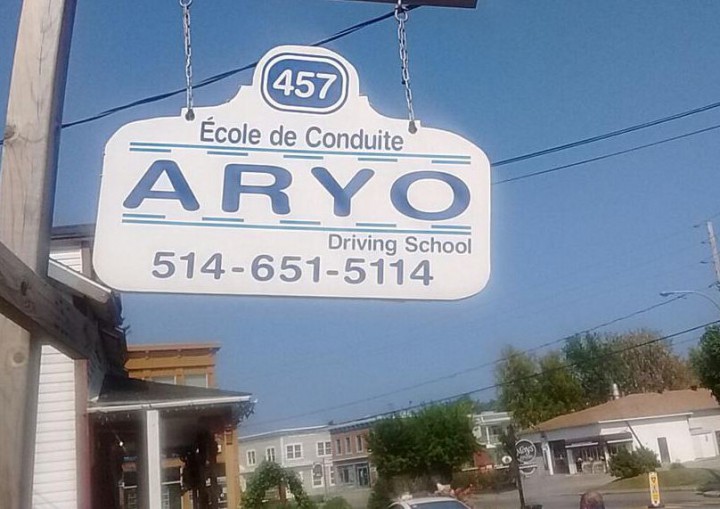 457
École de Conduite
ARYO
Driving School
514-651-5114